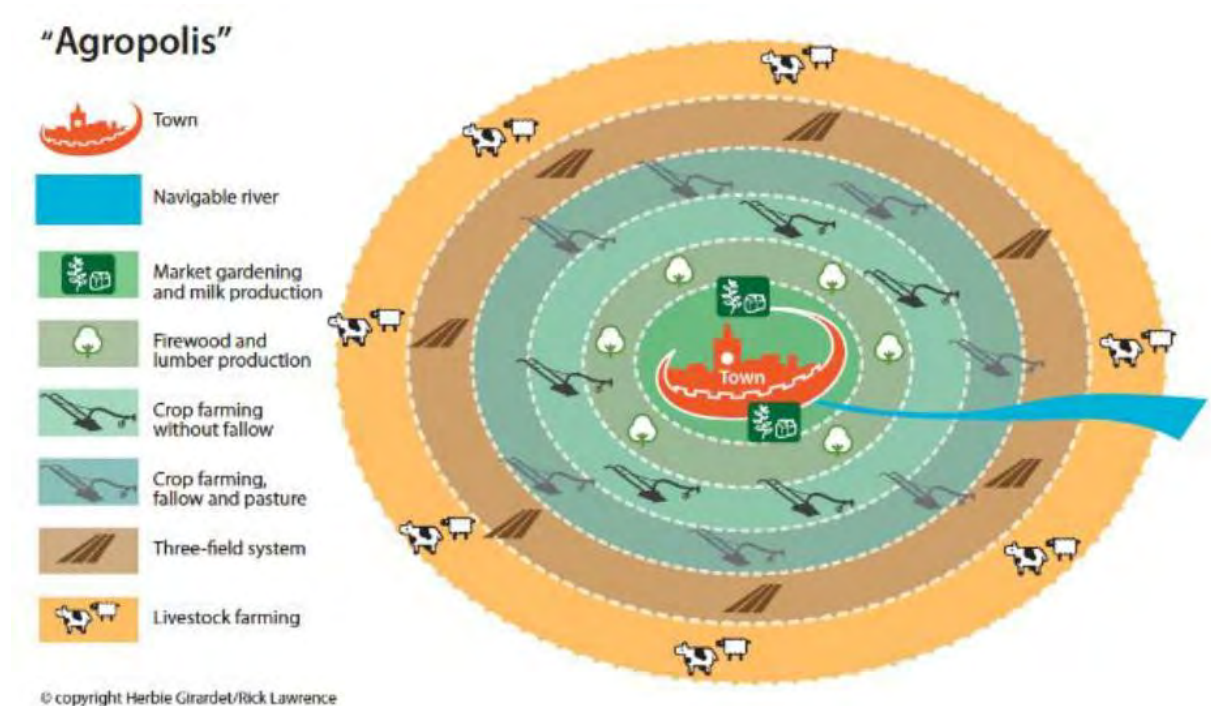 “Agropolis”
Town
Navigable river
Market gardening
and milk production
Firewood and
lumber production
Crop farming
without fallow
Crop farming,
fallow and pasture
Three-field system
Livestock farming
Town
© copyright Herbie Girardet/Rick Lawrence